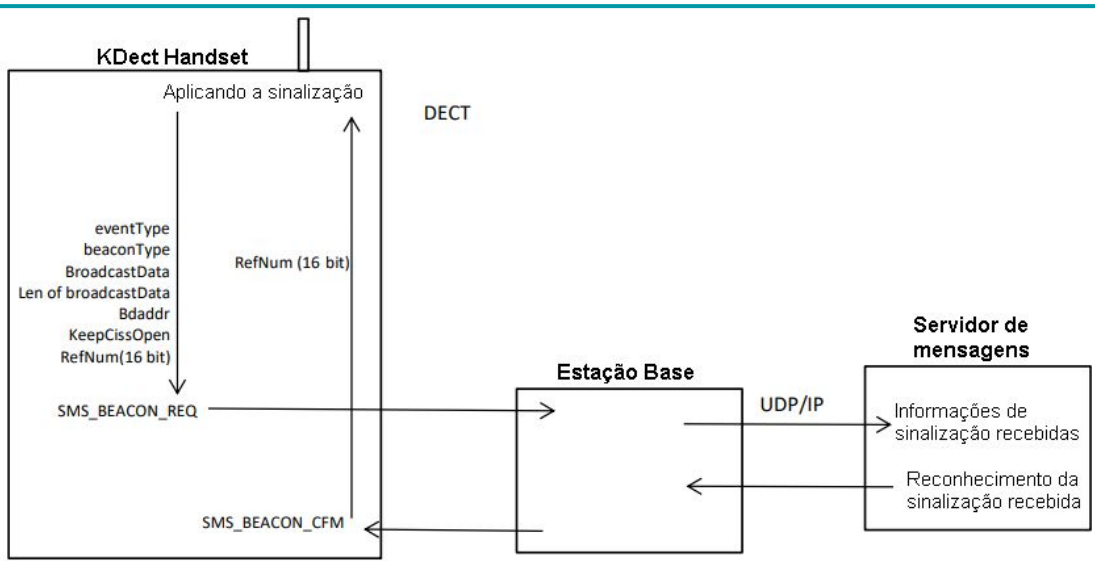 KDect Handset
Aplicando a sinalização
DECT
eventType
beaconType
BroadcastData
Len of broadcastData
Bdaddr
KeepCissOpen
RefNum(16 bit)
RefNum (16 bit)
SMS_BEACON_REQ
SMS_BEACON_CFM
Estação Base
UDP/IP
Servidor de
mensagens
Informações de
sinalização recebidas
Reconhecimento da
sinalização recebida